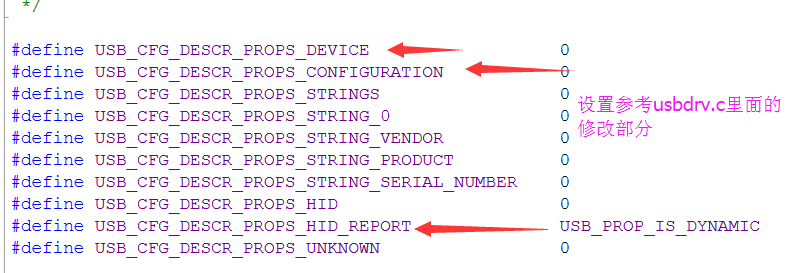 */
#define USB_CFG_DESCR_PROPS_DEVICE 0
#define USB_CFG_DESCR_PROPS_CONFIGURATION 0
#define USB_CFG_DESCR_PROPS_STRINGS 0
#define USB_CFG_DESCR_PROPS_STRING_0 0
#define USB_CFG_DESCR_PROPS_STRING_VENDOR 0
#define USB_CFG_DESCR_PROPS_STRING_PRODUCT 0
#define USB_CFG_DESCR_PROPS_STRING_SERIAL_NUMBER 0
#define USB_CFG_DESCR_PROPS_HID 0
#define USB_CFG_DESCR_PROPS_HID_REPORT USB_PROP_IS_DYNAMIC
#define USB_CFG_DESCR_PROPS_UNKNOWN 0
设置参考usbdrv.c里面的
修改部分